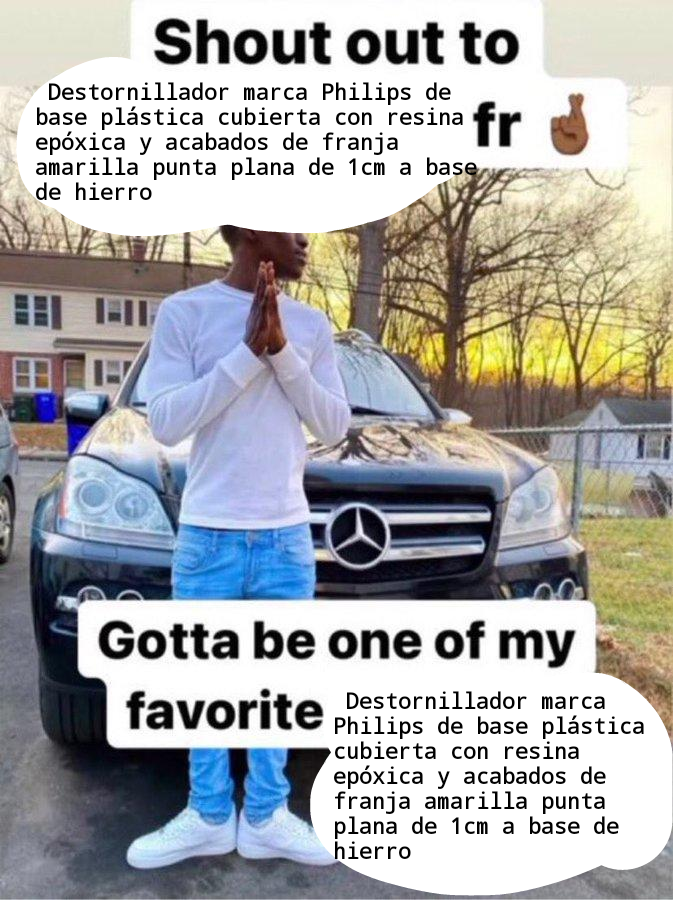 Shout out to
Destornillador marca Philips de
base plástica cubierta con resina
epóxica y acabados de franja
amarilla punta plana de 1cm a base
de hierro
fr 🤞🏾
Gotta be one of my
favorite
Destornillador marca
Philips de base plástica
cubierta con resina
epóxica y acabados de
franja amarilla punta
plana de 1cm a base de
hierro